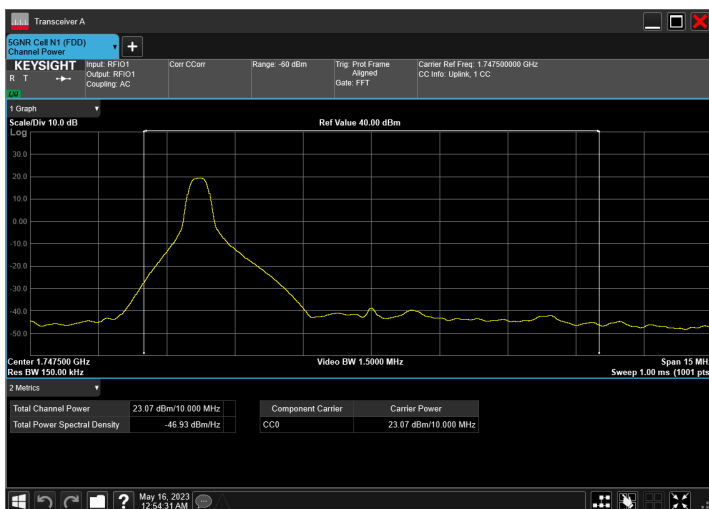 Transceiver A
5GNR Cell N1 (FDD)
Channel Power
KEYSIGHT
R T
LXI
Input: RFIO1
Output: RFIO1
Coupling: AC
Corr CCorr
Range: -60 dBm
Trig: Prot Frame
Aligned
Gate: FFT
Carrier Ref Freq: 1.747500000 GHz
CC Info: Uplink, 1 CC
1 Graph
Scale/Div 10.0 dB
Ref Value 40.00 dBm
Log
30.0
20.0
10.0
0.00
-10.0
-20.0
-30.0
-40.0
-50.0
Center 1.747500 GHz
Video BW 1.5000 MHz
Span 15 MHz
Res BW 150.00 kHz
Sweep 1.00 ms (1001 pts
2 Metrics
Total Channel Power 23.07 dBm/10.000 MHz
Total Power Spectral Density -46.93 dBm/Hz
Component Carrier Carrier Power
CC0 23.07 dBm/10.000 MHz
May 16, 2023
12:54:31 AM